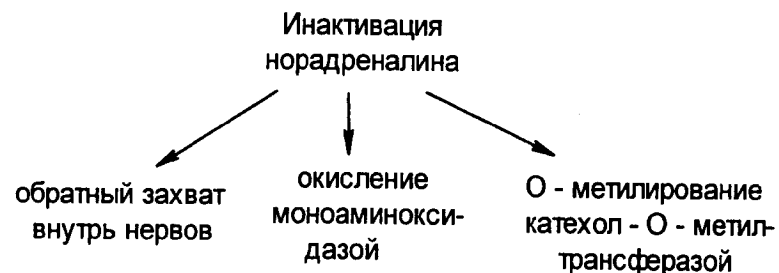 Инактивация
норадреналина
обратный захват
внутрь нервов
окисление
моноаминокси-
дазой
О - метилирование
катехол - О - метил-
трансферазой